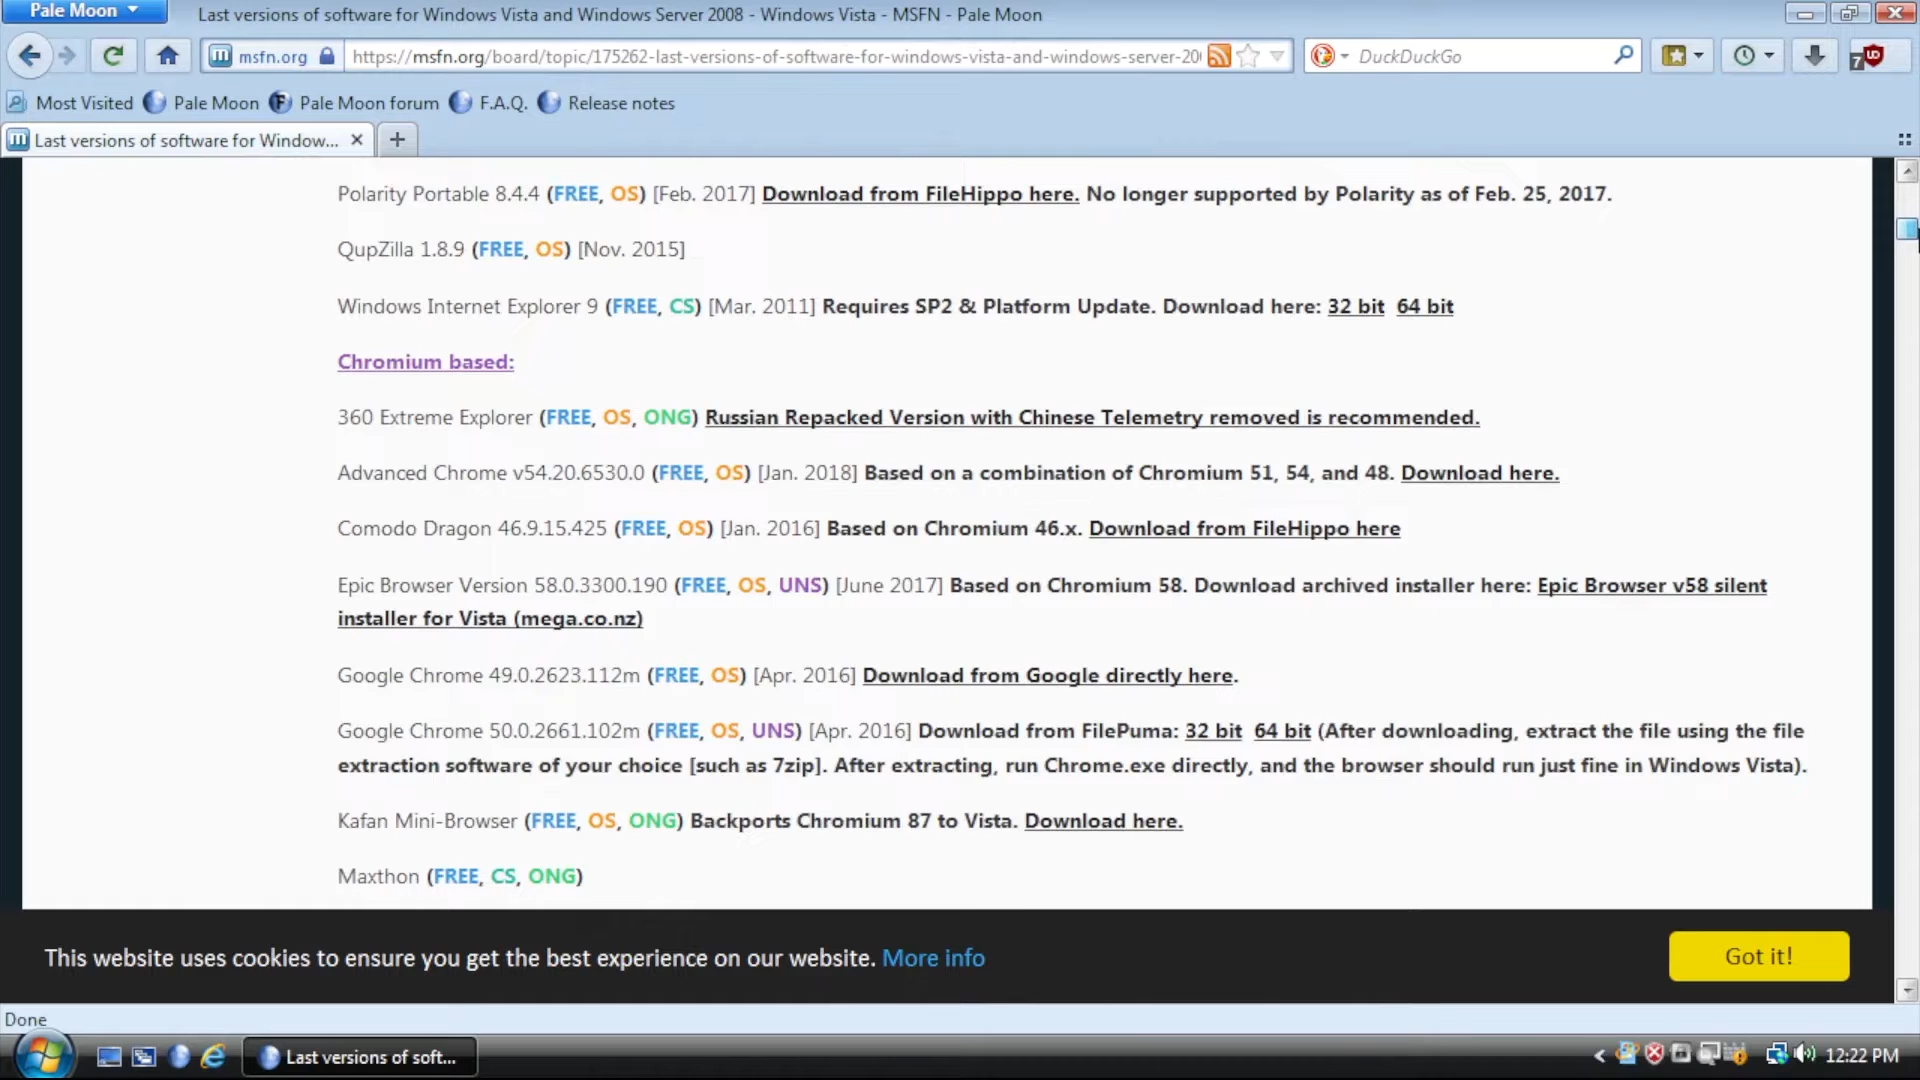 Pale Moon
Last versions of software for Windows Vista and Windows Server 2008 - Windows Vista - MSFN - Pale Moon
msfn.org
https://msfn.org/board/topic/175262-last-versions-of-software-for-windows-vista-and-windows-server-200
DuckDuckGo
7
Most Visited
Pale Moon
Pale Moon forum
F.A.Q.
Release notes
Last versions of software for Window...
Polarity Portable 8.4.4 (FREE, OS) [Feb. 2017] Download from FileHippo here. No longer supported by Polarity as of Feb. 25, 2017.
QupZilla 1.8.9 (FREE, OS) [Nov. 2015]
Windows Internet Explorer 9 (FREE, CS) [Mar. 2011] Requires SP2 & Platform Update. Download here: 32 bit 64 bit
Chromium based:
360 Extreme Explorer (FREE, OS, ONG) Russian Repacked Version with Chinese Telemetry removed is recommended.
Advanced Chrome v54.20.6530.0 (FREE, OS) [Jan. 2018] Based on a combination of Chromium 51, 54, and 48. Download here.
Comodo Dragon 46.9.15.425 (FREE, OS) [Jan. 2016] Based on Chromium 46.x. Download from FileHippo here
Epic Browser Version 58.0.3300.190 (FREE, OS, UNS) [June 2017] Based on Chromium 58. Download archived installer here: Epic Browser v58 silent
installer for Vista (mega.co.nz)
Google Chrome 49.0.2623.112m (FREE, OS) [Apr. 2016] Download from Google directly here.
Google Chrome 50.0.2661.102m (FREE, OS, UNS) [Apr. 2016] Download from FilePuma: 32 bit 64 bit (After downloading, extract the file using the file
extraction software of your choice [such as 7zip]. After extracting, run Chrome.exe directly, and the browser should run just fine in Windows Vista).
Kafan Mini-Browser (FREE, OS, ONG) Backports Chromium 87 to Vista. Download here.
Maxthon (FREE, CS, ONG)
This website uses cookies to ensure you get the best experience on our website. More info
Got it!
Done
Last versions of soft...
12:22 PM